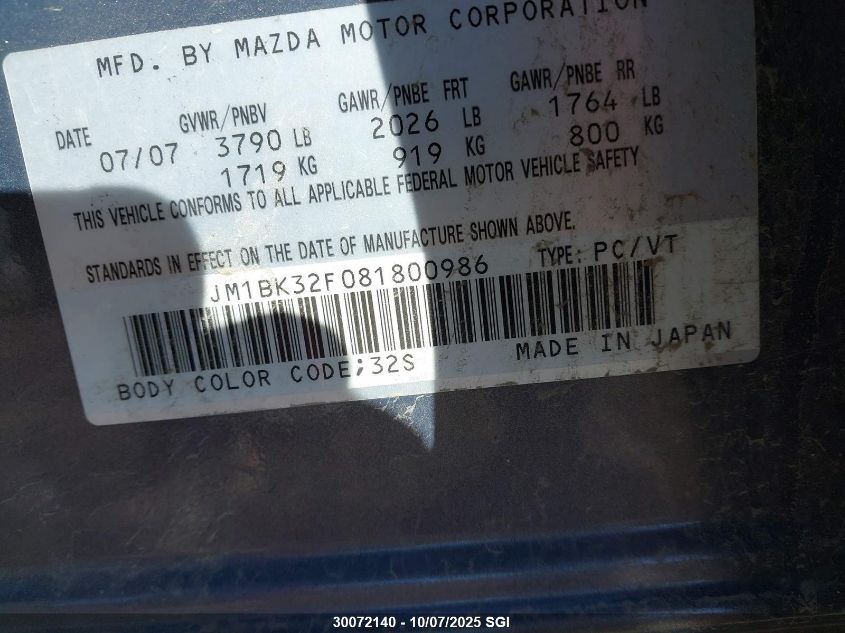 MFD. BY MAZDA MOTOR CORPORATION
DATE GVWR/PNBV GAWR/PNBE FRT GAWR/PNBE RR
07/07 3790 LB 2026 LB 1764 LB
1719 KG 919 KG 800 KG
THIS VEHICLE CONFORMS TO ALL APPLICABLE FEDERAL MOTOR VEHICLE SAFETY
STANDARDS IN EFFECT ON THE DATE OF MANUFACTURE SHOWN ABOVE.
JM1BK32F081800986 TYPE: PC/VT
BODY COLOR CODE;32S MADE IN JAPAN
30072140 - 10/07/2025 SGI